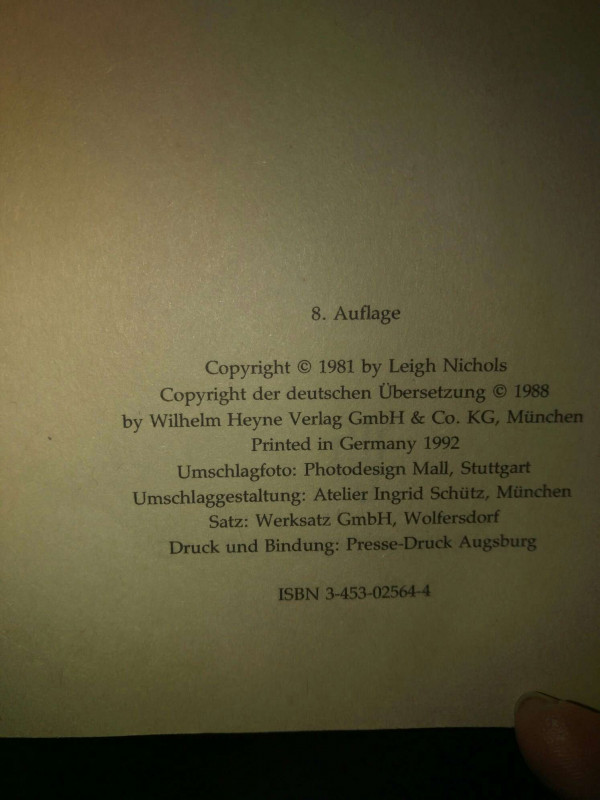 8. Auflage
Copyright © 1981 by Leigh Nichols
Copyright der deutschen Übersetzung © 1988
by Wilhelm Heyne Verlag GmbH & Co. KG, München
Printed in Germany 1992
Umschlagfoto: Photodesign Mall, Stuttgart
Umschlaggestaltung: Atelier Ingrid Schütz, München
Satz: Werksatz GmbH, Wolfersdorf
Druck und Bindung: Presse-Druck Augsburg
ISBN 3-453-02564-4